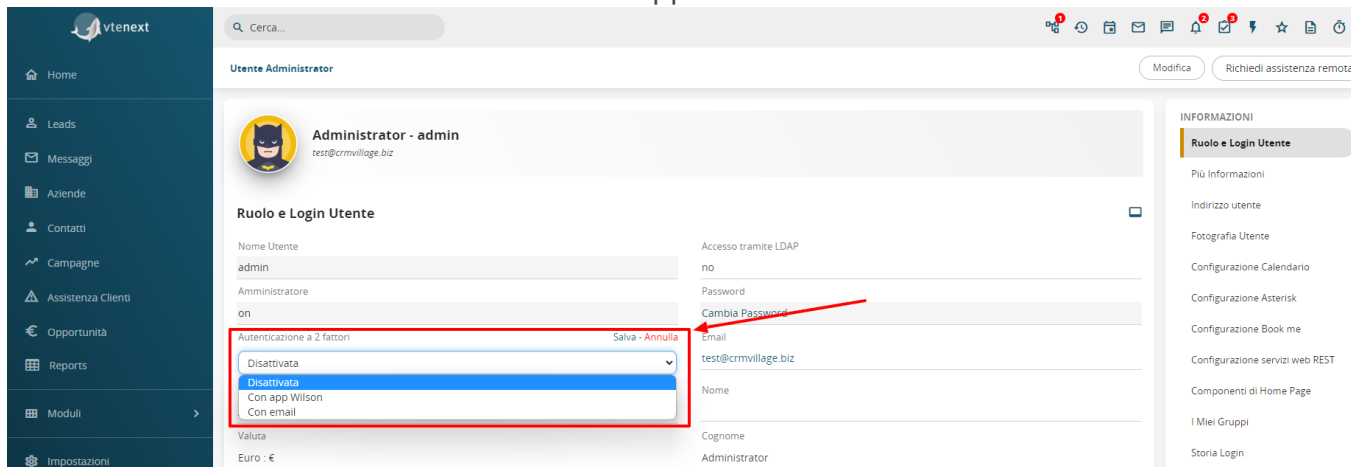 vtenext
Cerca...
1
2
3
Home
Utente Administrator
Modifica
Richiedi assistenza remota
Leads
Messaggi
Aziende
Contatti
Campagne
Assistenza Clienti
Opportunità
Reports
Moduli
Impostazioni
Administrator - admin
test@crmvillage.biz
Ruolo e Login Utente
Nome Utente
admin
Accesso tramite LDAP
no
Amministratore
on
Password
Cambia Password
Autenticazione a 2 fattori
Salva - Annulla
Disattivata
Disattivata
Con app Wilson
Con email
Email
test@crmvillage.biz
Nome
Valuta
Euro : €
Cognome
Administrator
INFORMAZIONI
Ruolo e Login Utente
Più Informazioni
Indirizzo utente
Fotografia Utente
Configurazione Calendario
Configurazione Asterisk
Configurazione Book me
Configurazione servizi web REST
Componenti di Home Page
I Miei Gruppi
Storia Login